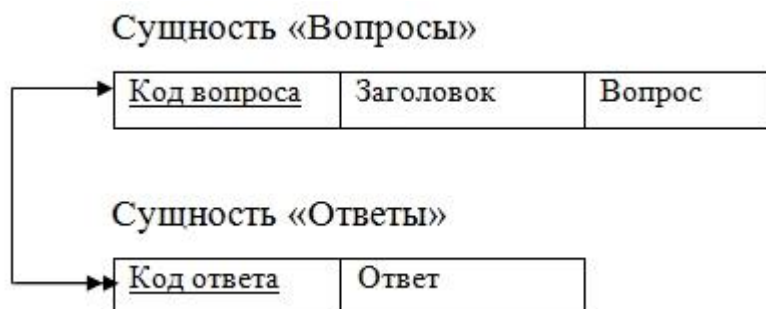 Сущность «Вопросы»
Код вопроса Заголовок Вопрос
Сущность «Ответы»
Код ответа Ответ